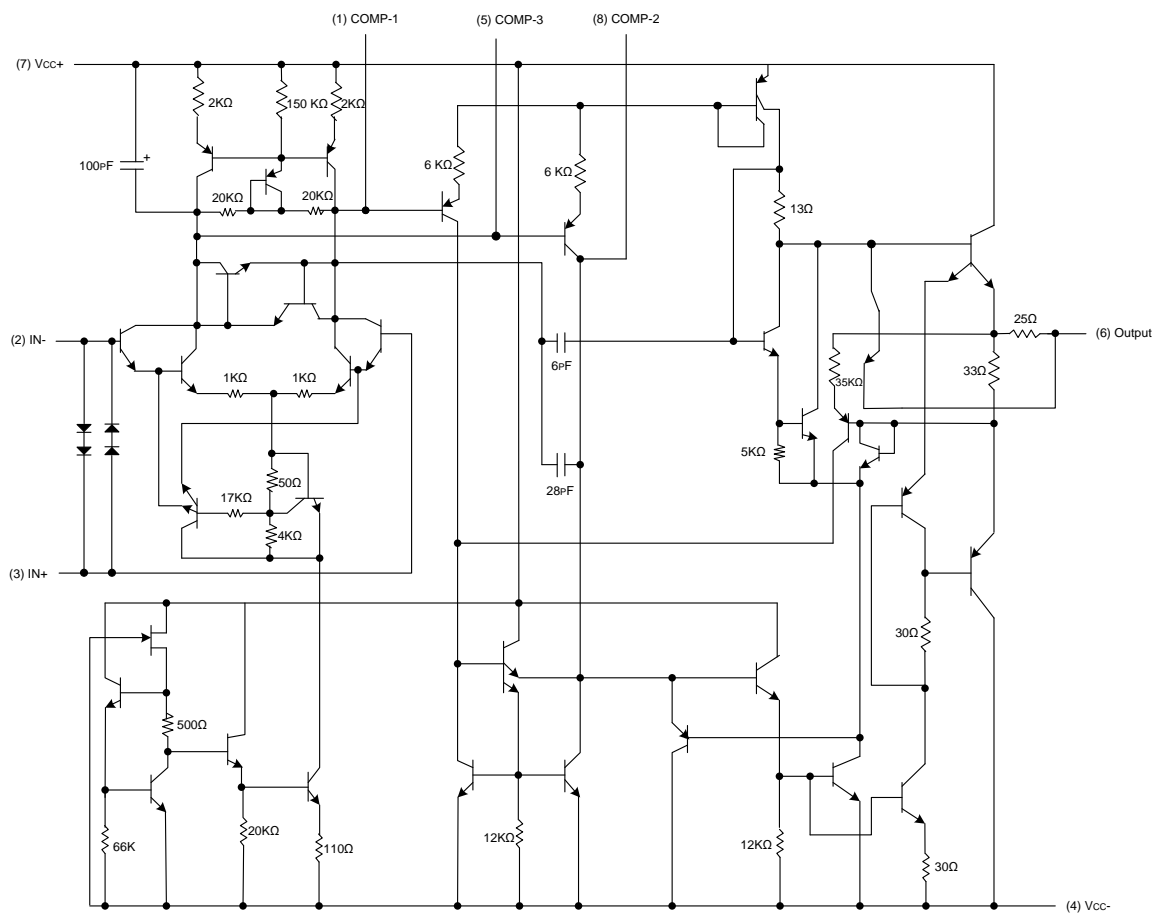 (1) COMP-1
(5) COMP-3
(8) COMP-2
(7) VCC+
2KΩ
150 KΩ
2KΩ
100PF
+
6 KΩ
6 KΩ
20KΩ
20KΩ
13Ω
(2) IN-
25Ω
(6) Output
6PF
33Ω
1KΩ
1KΩ
35KΩ
5KΩ
50Ω
28PF
17KΩ
4KΩ
(3) IN+
30Ω
500Ω
20KΩ
12KΩ
12KΩ
66K
110Ω
30Ω
(4) VCC-